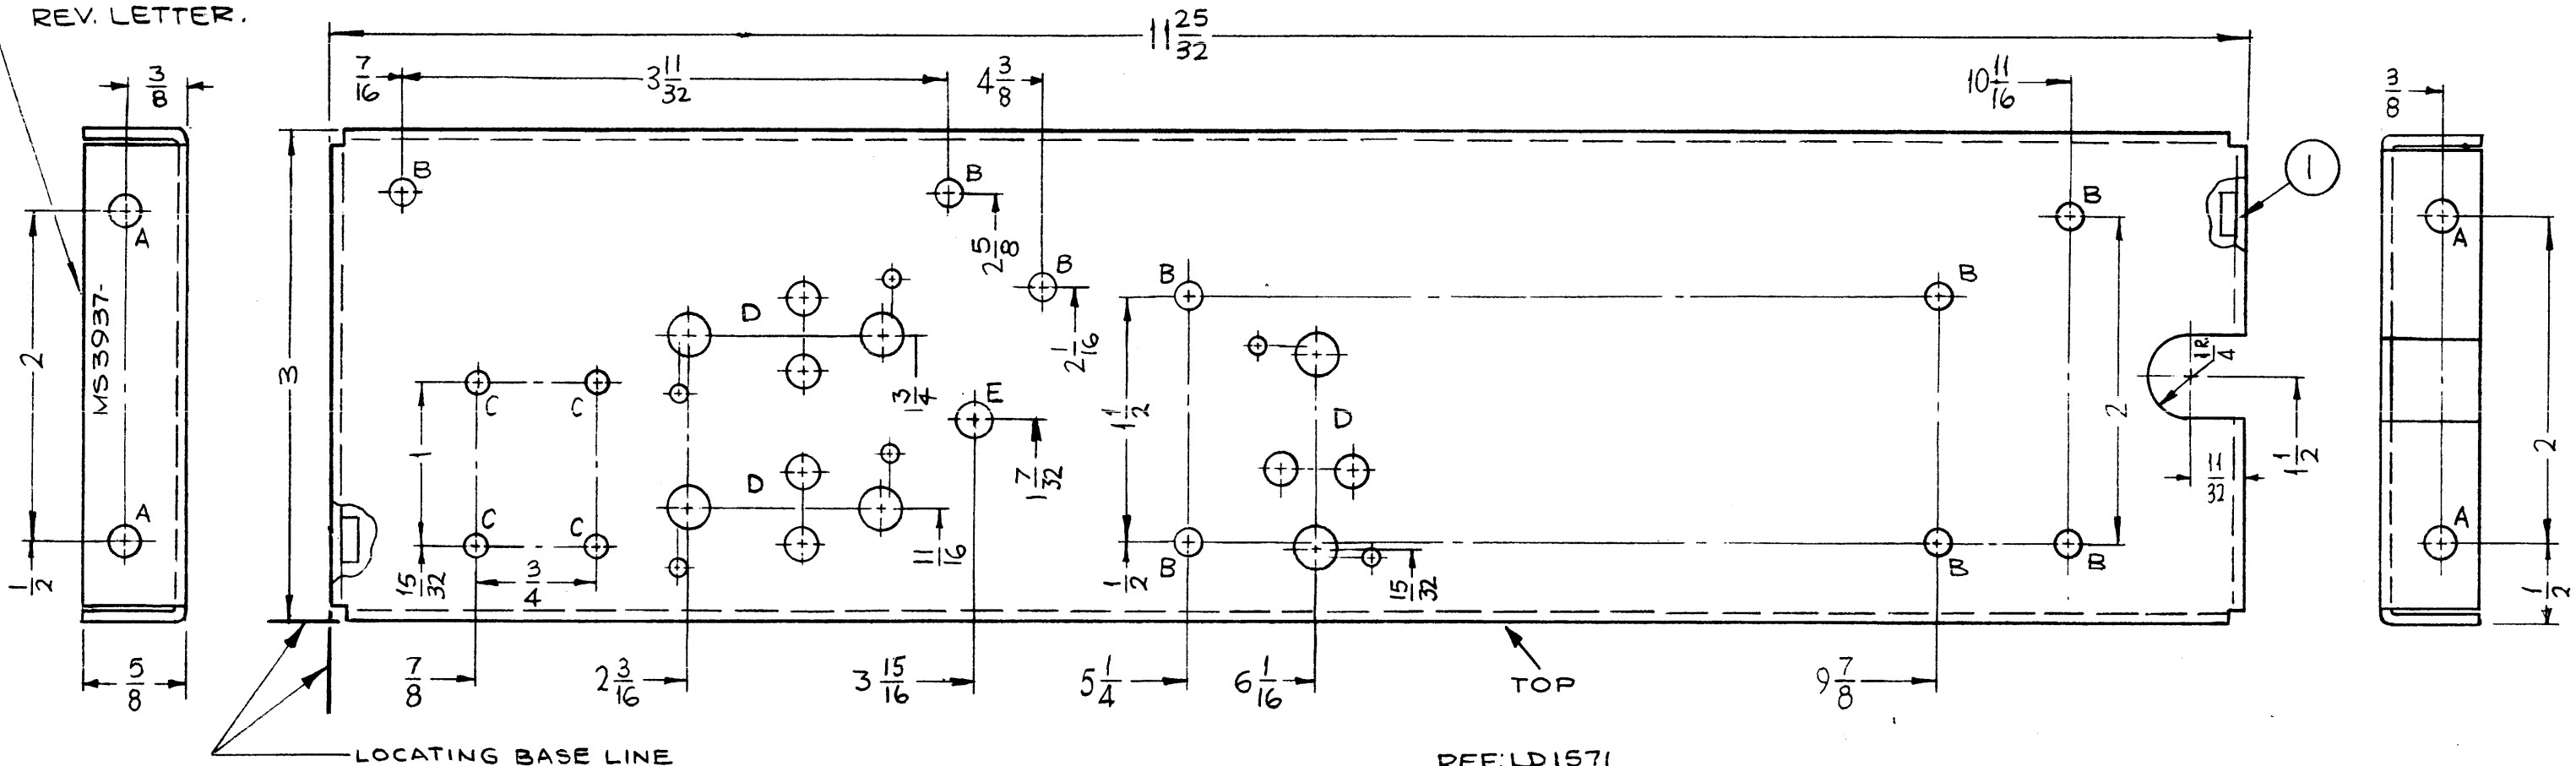 REV. LETTER.
11 25/32
3/8
7/16
3 11/32
4 3/8
10 11/16
3/8
B
B
B
B
B
B
B
B
B
B
2 5/8
2 1/16
1
A
A
2
1/2
MS3937-
5/8
3
C
C
C
C
1
15/32
3/4
D
D
D
1 3/4
11/16
E
1 7/32
1 1/2
1/2
15/32
2
1/4 R.
11/32
1 1/2
A
A
2
1/2
7/8
2 3/16
3 15/16
5 1/4
6 1/16
TOP
9 7/8
LOCATING BASE LINE
REF: LD1571